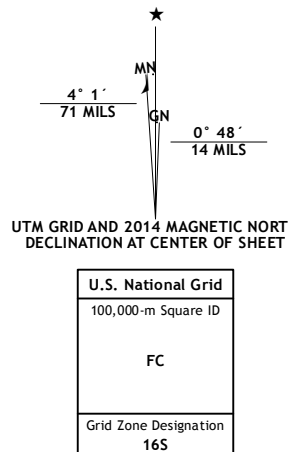 MN
4° 1´
71 MILS
GN
0° 48´
14 MILS
UTM GRID AND 2014 MAGNETIC NORT
DECLINATION AT CENTER OF SHEET
U.S. National Grid
100,000-m Square ID
FC
Grid Zone Designation
16S